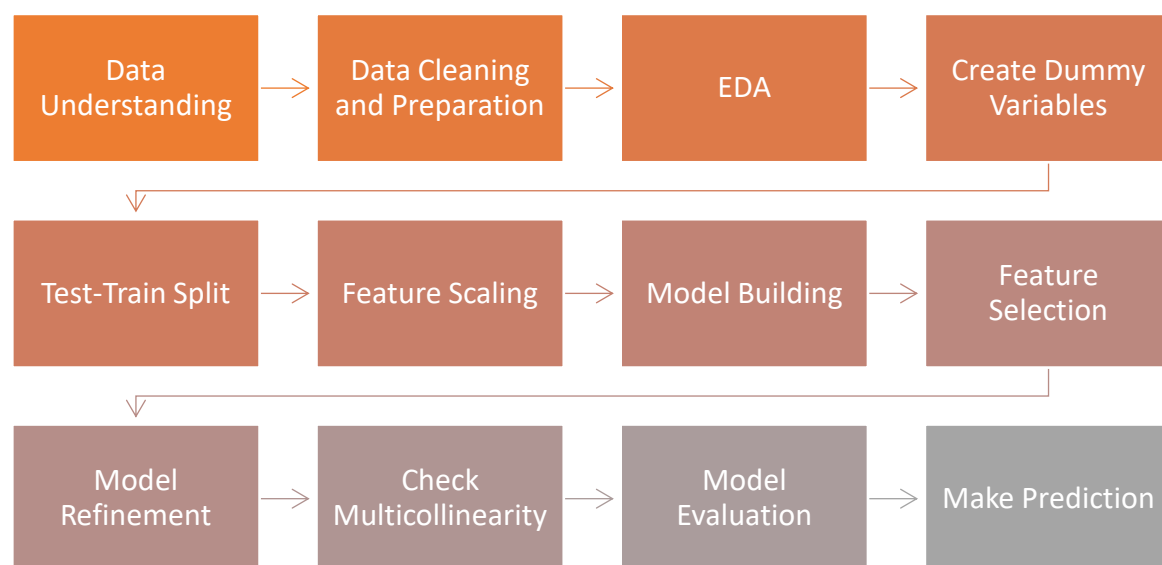 Data
Understanding
Data Cleaning
and Preparation
EDA
Create Dummy
Variables
Test-Train Split
Feature Scaling
Model Building
Feature
Selection
Model
Refinement
Check
Multicollinearity
Model
Evaluation
Make Prediction